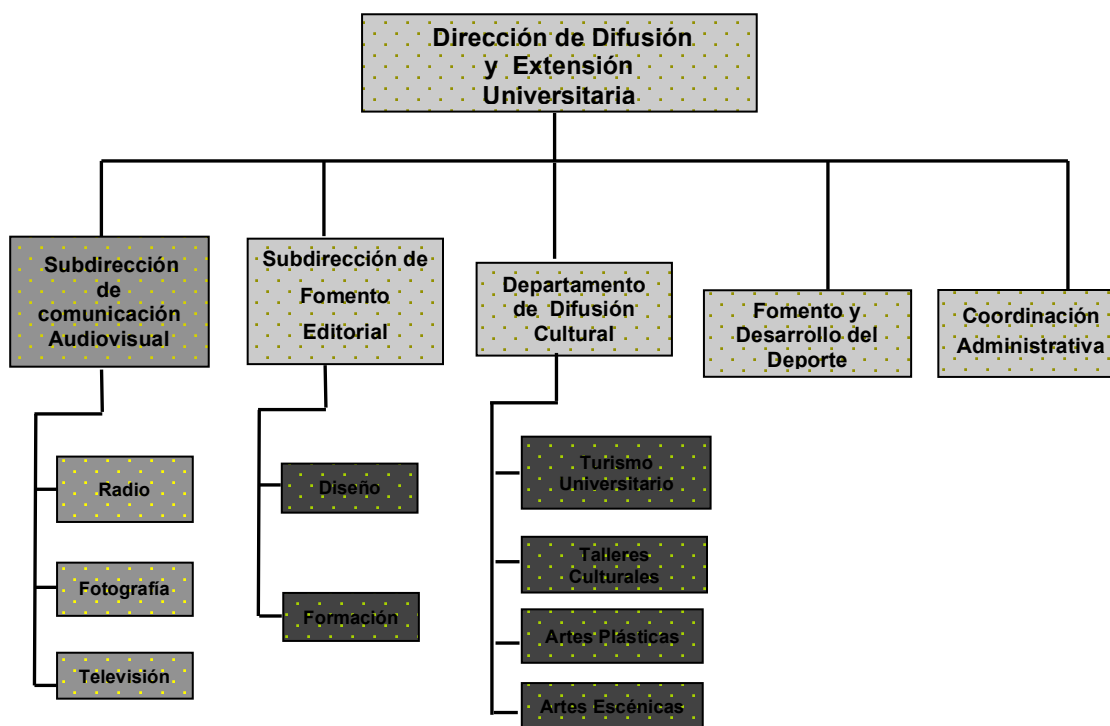 Dirección de Difusión
y Extensión
Universitaria
Subdirección
de
comunicación
Audiovisual
Subdirección de
Fomento
Editorial
Departamento
de Difusión
Cultural
Fomento y
Desarrollo del
Deporte
Coordinación
Administrativa
Radio
Fotografía
Televisión
Diseño
Formación
Turismo
Universitario
Talleres
Culturales
Artes Plásticas
Artes Escénicas